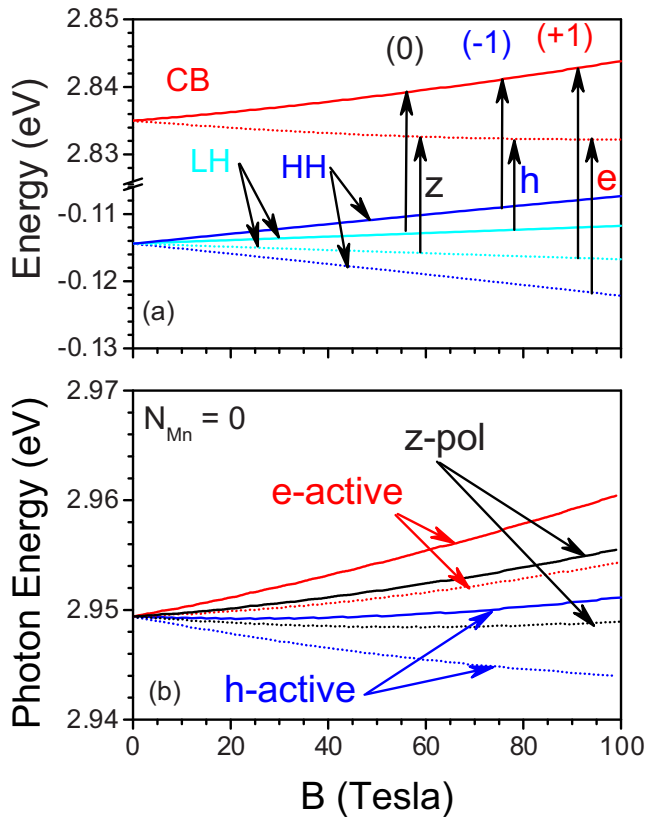 2.85
(0) (-1) (+1)
CB
2.84
Energy (eV)
2.83
LH HH z h e
-0.11
-0.12
(a)
-0.13
2.97
N_Mn = 0
z-pol
Photon Energy (eV)
2.96
e-active
2.95
h-active
(b)
2.94
0 20 40 60 80 100
B (Tesla)